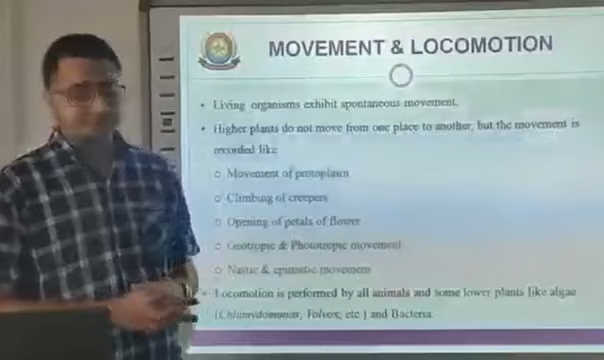 MOVEMENT & LOCOMOTION
• Living organisms exhibit spontaneous movement.
• Higher plants do not move from one place to another, but the movement is
recorded like
o Movement of protoplasm
o Climbing of creepers
o Opening of petals of flower
o Geotropic & Phototropic movement
o Nastic & epinastic movement
• Locomotion is performed by all animals and some lower plants like algae
(Chlamydomonas, Volvox, etc.) and Bacteria.